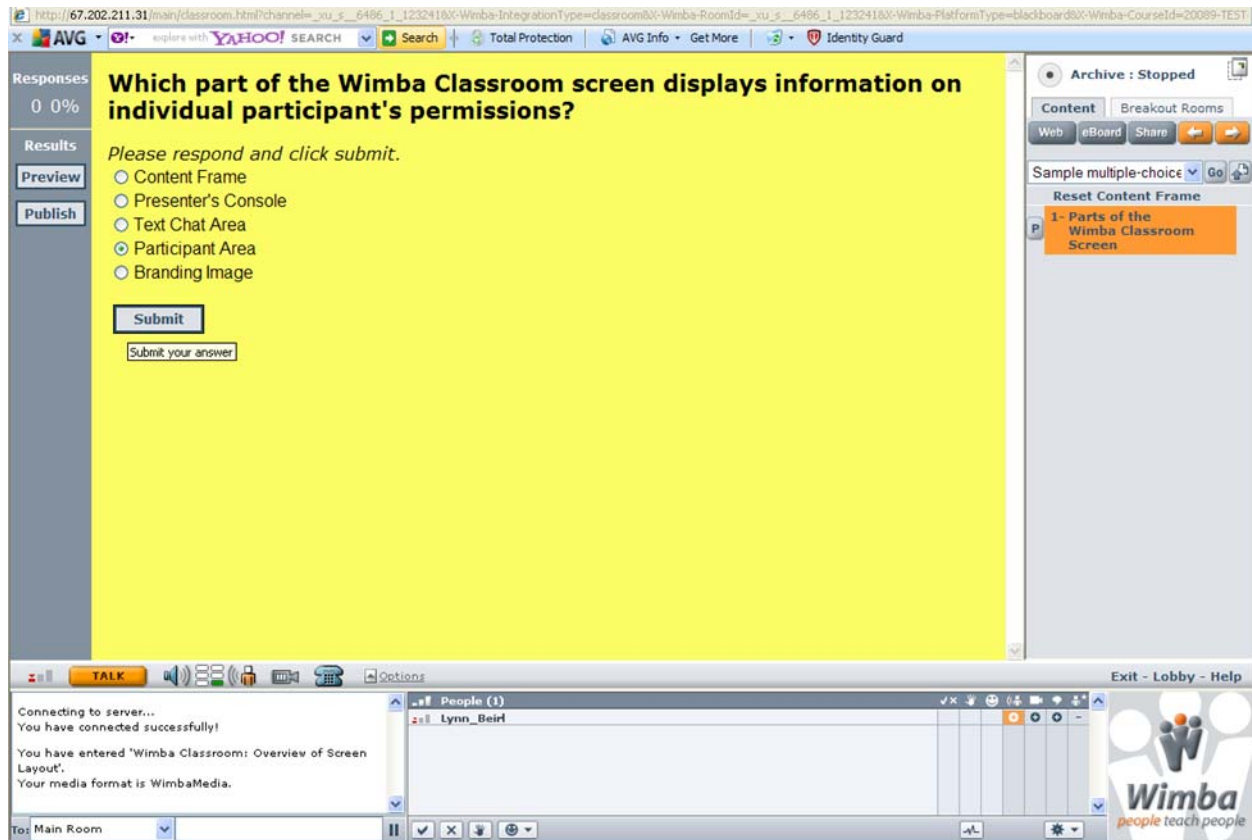 http://67.202.211.31/main/classroom.html?channel=_xu_s__6486_1_123241&X-Wimba-IntegrationType=classroom&X-Wimba-RoomId=_xu_s__6486_1_123241&X-Wimba-PlatformType=blackboard&X-Wimba-CourseId=20089-TEST
AVG explore with YAHOO! SEARCH Search Total Protection AVG Info Get More Identity Guard
Responses
0 0%
Results
Preview
Publish
Which part of the Wimba Classroom screen displays information on
individual participant's permissions?
Please respond and click submit.
Content Frame
Presenter's Console
Text Chat Area
Participant Area
Branding Image
Submit
Submit your answer
Archive : Stopped
Content Breakout Rooms
Web eBoard Share
Sample multiple-choice Go
Reset Content Frame
P 1- Parts of the
Wimba Classroom
Screen
TALK Options Exit - Lobby - Help
Connecting to server...
You have connected successfully!
You have entered 'Wimba Classroom: Overview of Screen
Layout'.
Your media format is WimbaMedia.
To: Main Room
People (1)
Lynn_Beirl
Wimba
people teach people